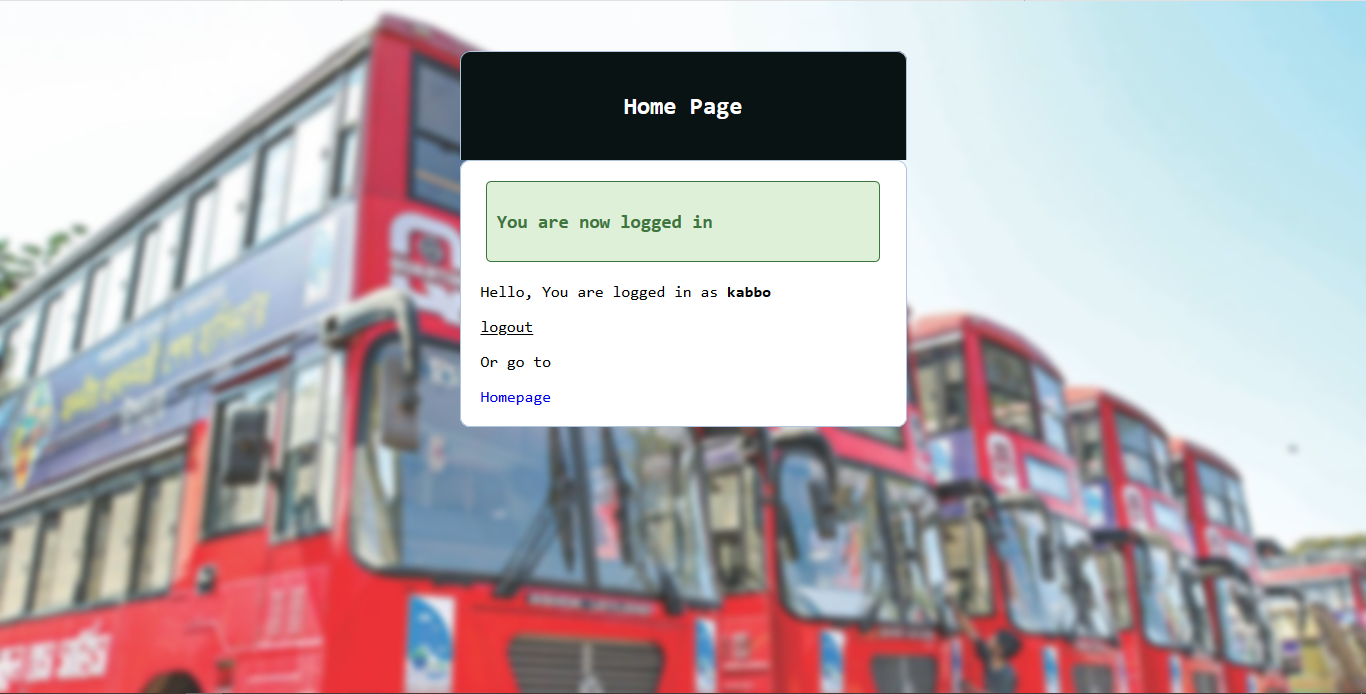 Home Page
You are now logged in
Hello, You are logged in as kabbo
logout
Or go to
Homepage